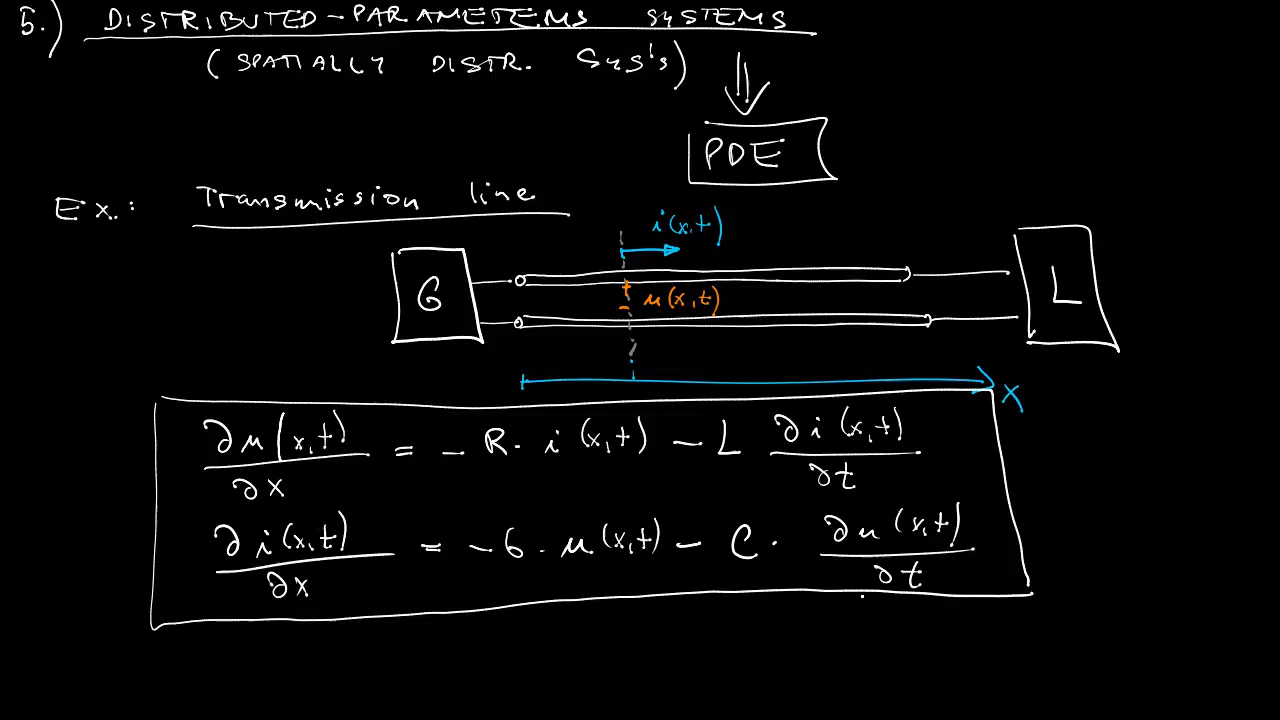 5.) DISTRIBUTED-PARAMETERS SYSTEMS
(SPATIALLY DISTR. SYS's)
PDE
Ex.: Transmission line
i(x,t)
G
+
u(x,t)
-
L
x
∂u(x,t)/∂x = - R · i(x,t) - L ∂i(x,t)/∂t
∂i(x,t)/∂x = - G · u(x,t) - C · ∂u(x,t)/∂t